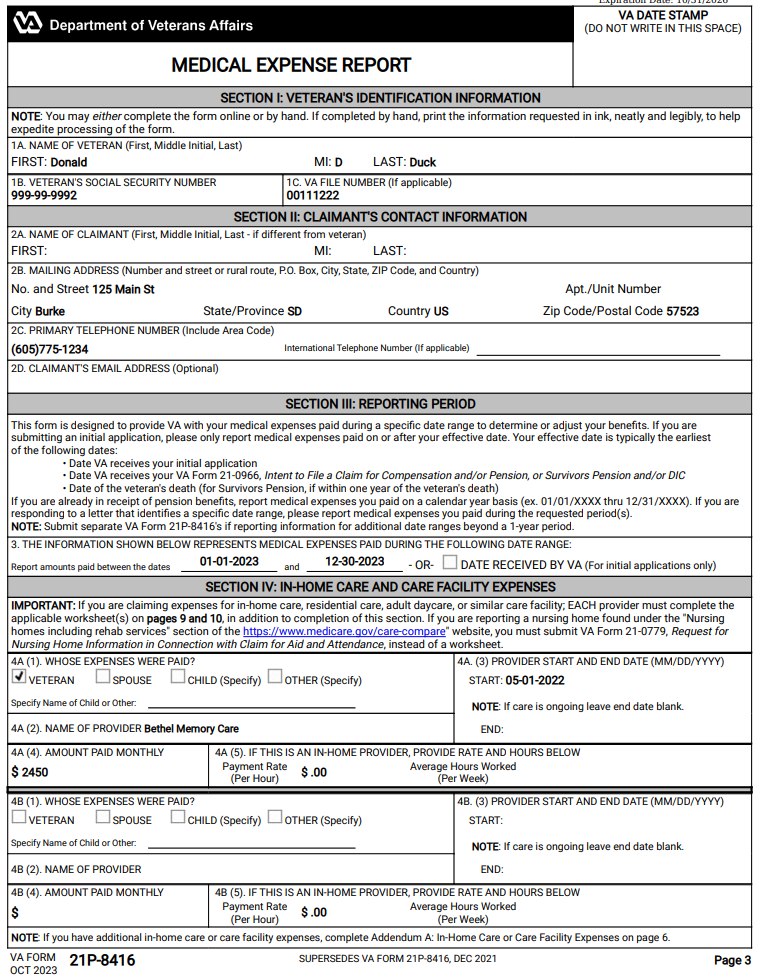 Expiration Date: 10/31/2026
VA
Department of Veterans Affairs
VA DATE STAMP
(DO NOT WRITE IN THIS SPACE)
MEDICAL EXPENSE REPORT
SECTION I: VETERAN'S IDENTIFICATION INFORMATION
NOTE: You may either complete the form online or by hand. If completed by hand, print the information requested in ink, neatly and legibly, to help
expedite processing of the form.
1A. NAME OF VETERAN (First, Middle Initial, Last)
FIRST: Donald MI: D LAST: Duck
1B. VETERAN'S SOCIAL SECURITY NUMBER
999-99-9992
1C. VA FILE NUMBER (If applicable)
00111222
SECTION II: CLAIMANT'S CONTACT INFORMATION
2A. NAME OF CLAIMANT (First, Middle Initial, Last - if different from veteran)
FIRST: MI: LAST:
2B. MAILING ADDRESS (Number and street or rural route, P.O. Box, City, State, ZIP Code, and Country)
No. and Street 125 Main St Apt./Unit Number
City Burke State/Province SD Country US Zip Code/Postal Code 57523
2C. PRIMARY TELEPHONE NUMBER (Include Area Code)
(605)775-1234 International Telephone Number (If applicable)
2D. CLAIMANT'S EMAIL ADDRESS (Optional)
SECTION III: REPORTING PERIOD
This form is designed to provide VA with your medical expenses paid during a specific date range to determine or adjust your benefits. If you are
submitting an initial application, please only report medical expenses paid on or after your effective date. Your effective date is typically the earliest
of the following dates:
• Date VA receives your initial application
• Date VA receives your VA Form 21-0966, Intent to File a Claim for Compensation and/or Pension, or Survivors Pension and/or DIC
• Date of the veteran's death (for Survivors Pension, if within one year of the veteran's death)
If you are already in receipt of pension benefits, report medical expenses you paid on a calendar year basis (ex. 01/01/XXXX thru 12/31/XXXX). If you are
responding to a letter that identifies a specific date range, please report medical expenses you paid during the requested period(s).
NOTE: Submit separate VA Form 21P-8416's if reporting information for additional date ranges beyond a 1-year period.
3. THE INFORMATION SHOWN BELOW REPRESENTS MEDICAL EXPENSES PAID DURING THE FOLLOWING DATE RANGE:
Report amounts paid between the dates 01-01-2023 and 12-30-2023 - OR- DATE RECEIVED BY VA (For initial applications only)
SECTION IV: IN-HOME CARE AND CARE FACILITY EXPENSES
IMPORTANT: If you are claiming expenses for in-home care, residential care, adult daycare, or similar care facility; EACH provider must complete the
applicable worksheet(s) on pages 9 and 10, in addition to completion of this section. If you are reporting a nursing home found under the "Nursing
homes including rehab services" section of the https://www.medicare.gov/care-compare" website, you must submit VA Form 21-0779, Request for
Nursing Home Information in Connection with Claim for Aid and Attendance, instead of a worksheet.
4A (1). WHOSE EXPENSES WERE PAID?
VETERAN SPOUSE CHILD (Specify) OTHER (Specify)
Specify Name of Child or Other:
4A. (3) PROVIDER START AND END DATE (MM/DD/YYYY)
START: 05-01-2022
NOTE: If care is ongoing leave end date blank.
END:
4A (2). NAME OF PROVIDER Bethel Memory Care
4A (4). AMOUNT PAID MONTHLY
$ 2450
4A (5). IF THIS IS AN IN-HOME PROVIDER, PROVIDE RATE AND HOURS BELOW
Payment Rate $ .00 Average Hours Worked
(Per Hour) (Per Week)
4B (1). WHOSE EXPENSES WERE PAID?
VETERAN SPOUSE CHILD (Specify) OTHER (Specify)
Specify Name of Child or Other:
4B. (3) PROVIDER START AND END DATE (MM/DD/YYYY)
START:
NOTE: If care is ongoing leave end date blank.
END:
4B (2). NAME OF PROVIDER
4B (4). AMOUNT PAID MONTHLY
$
4B (5). IF THIS IS AN IN-HOME PROVIDER, PROVIDE RATE AND HOURS BELOW
Payment Rate $ .00 Average Hours Worked
(Per Hour) (Per Week)
NOTE: If you have additional in-home care or care facility expenses, complete Addendum A: In-Home Care or Care Facility Expenses on page 6.
VA FORM
OCT 2023 21P-8416 SUPERSEDES VA FORM 21P-8416, DEC 2021 Page 3